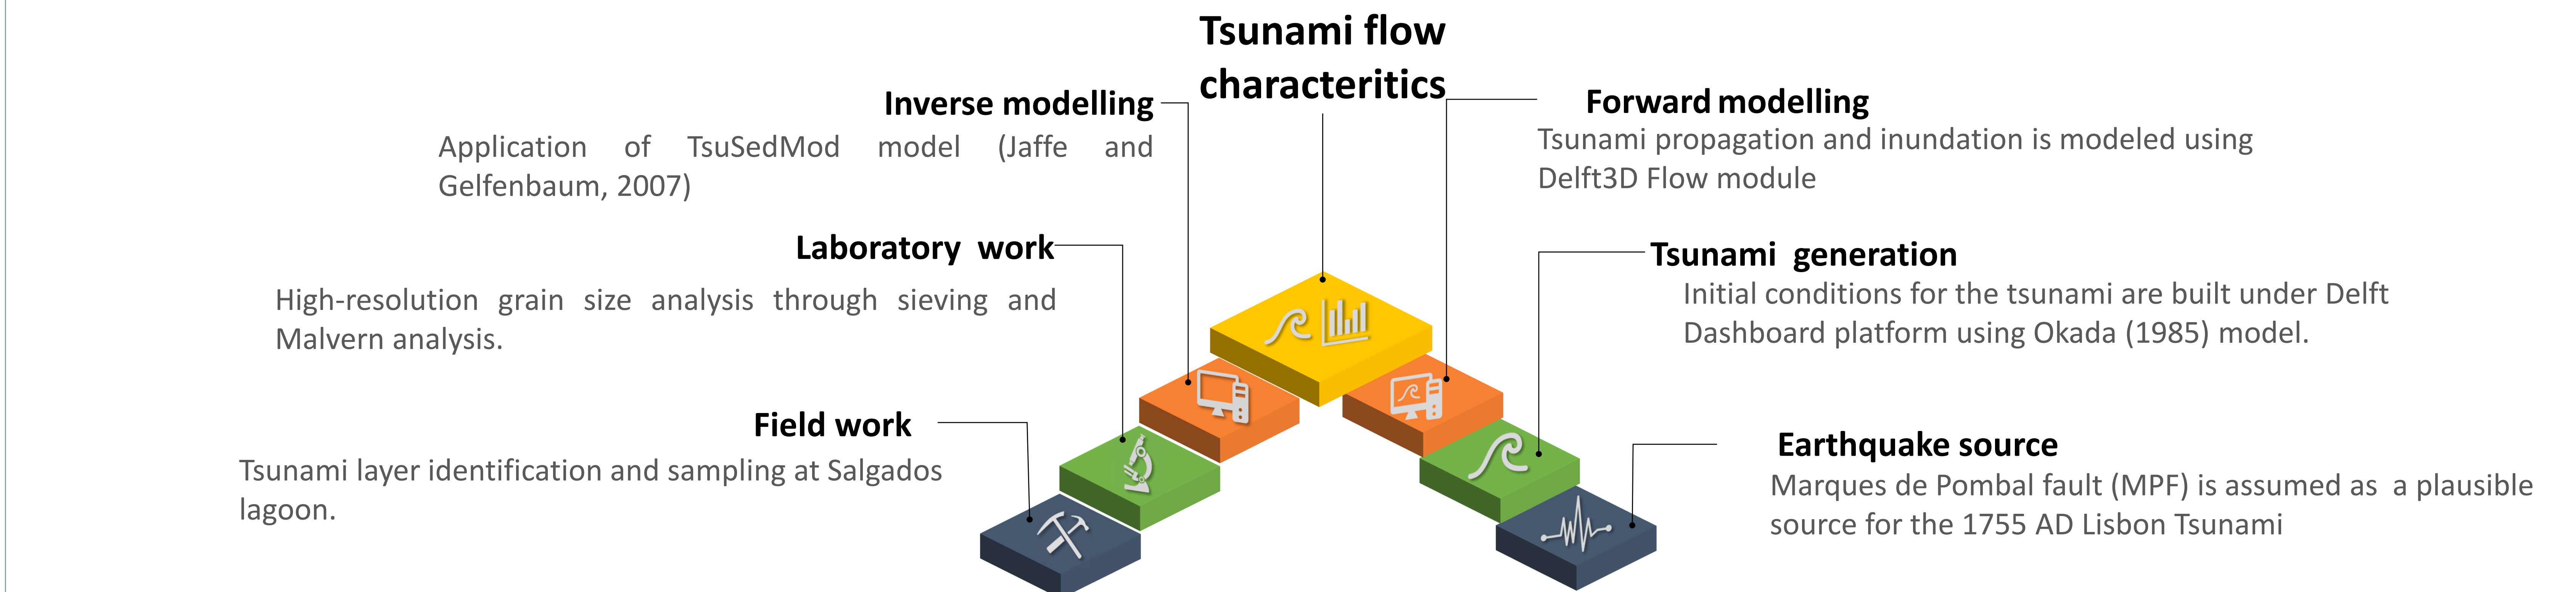 Tsunami flow
characteritics
Inverse modelling
Application of TsuSedMod model (Jaffe and
Gelfenbaum, 2007)
Laboratory work
High-resolution grain size analysis through sieving and
Malvern analysis.
Field work
Tsunami layer identification and sampling at Salgados
lagoon.
Forward modelling
Tsunami propagation and inundation is modeled using
Delft3D Flow module
Tsunami generation
Initial conditions for the tsunami are built under Delft
Dashboard platform using Okada (1985) model.
Earthquake source
Marques de Pombal fault (MPF) is assumed as a plausible
source for the 1755 AD Lisbon Tsunami